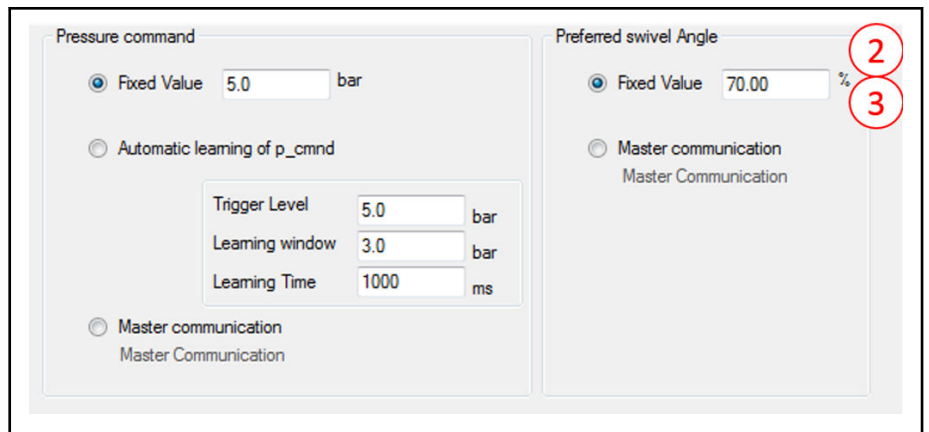 Pressure command
Fixed Value 5.0 bar
Automatic learning of p_cmnd
Trigger Level 5.0 bar
Learning window 3.0 bar
Learning Time 1000 ms
Master communication
Master Communication
Preferred swivel Angle
2
Fixed Value 70.00 %
3
Master communication
Master Communication